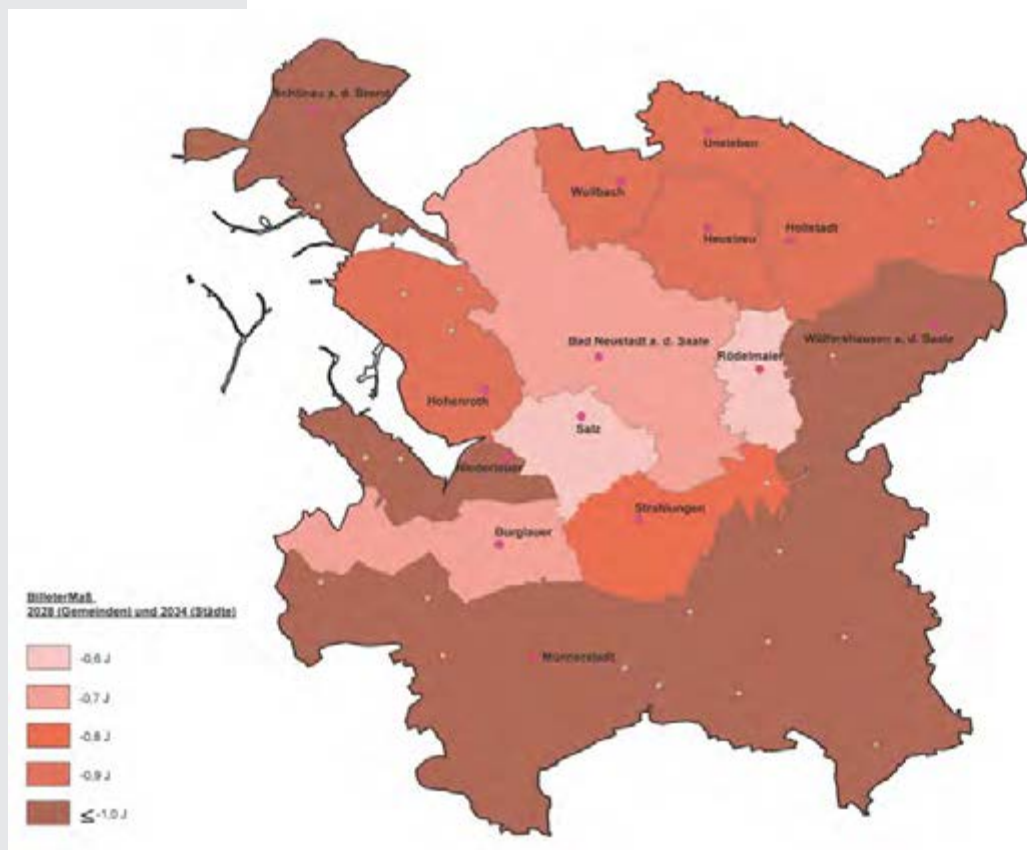 Schönau a. d. Brend
Unsleben
Wollbach
Heustreu
Hollstadt
Bad Neustadt a. d. Saale
Rödelmaier
Wülfershausen a. d. Saale
Hohenroth
Salz
Niederlauer
Strahlungen
Burglauer
Münnerstadt
BilleterMaß
2028 (Gemeinden) und 2034 (Städte)
-0,6 J
-0,7 J
-0,8 J
-0,9 J
≤ -1,0 J